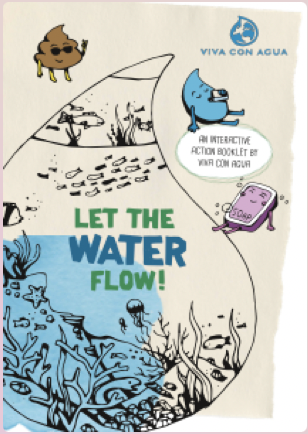 VIVA CON AGUA
AN INTERACTIVE
ACTION BOOKLET BY
VIVA CON AGUA
SOAP
LET THE
WATER
FLOW!